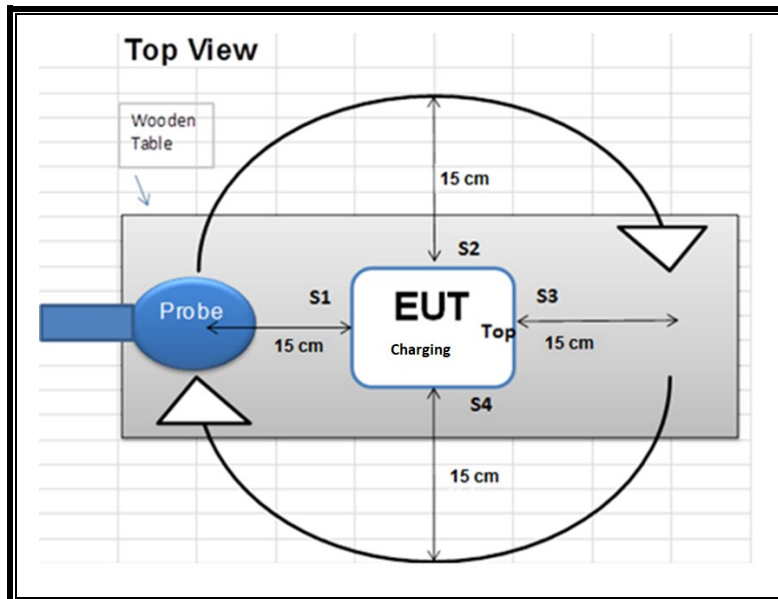 Top View
Wooden
Table
15 cm
S2
Probe
S1
EUT
S3
Top
15 cm
Charging
15 cm
S4
15 cm